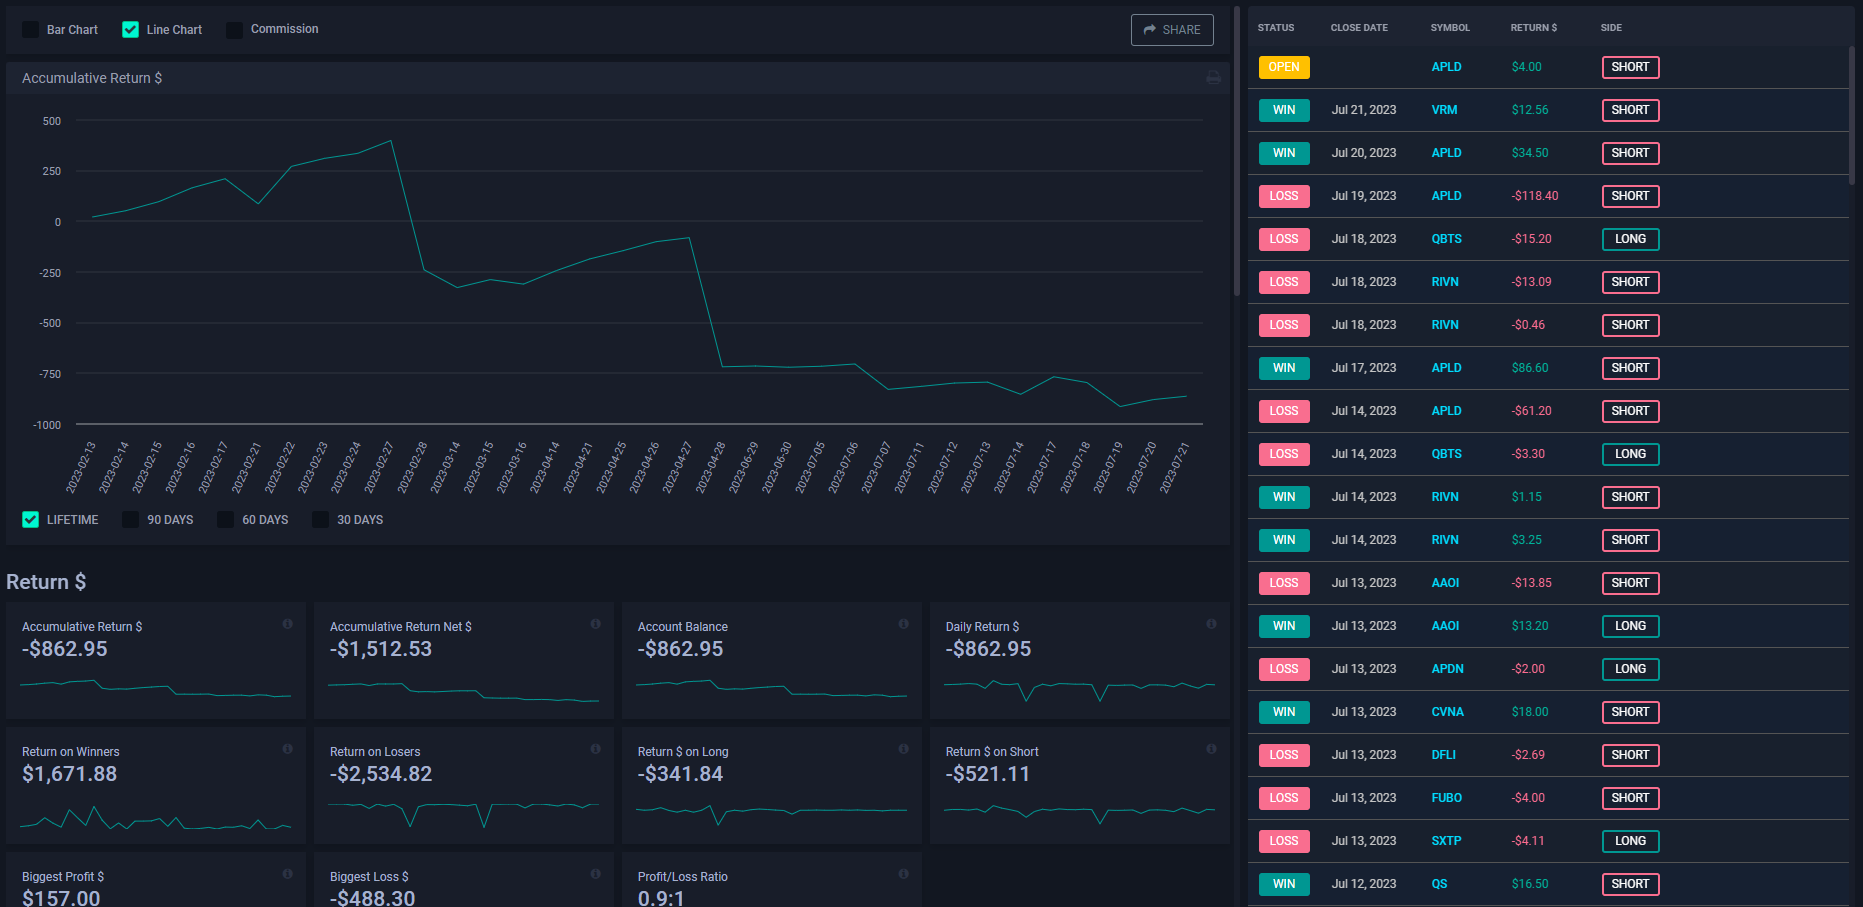 Bar Chart Line Chart Commission SHARE
Accumulative Return $
500
250
0
-250
-500
-750
-1000
2023-02-13 2023-02-14 2023-02-15 2023-02-16 2023-02-17 2023-02-21 2023-02-22 2023-02-23 2023-02-24 2023-02-27 2023-02-28 2023-03-14 2023-03-15 2023-03-16 2023-04-14 2023-04-21 2023-04-25 2023-04-26 2023-04-27 2023-04-28 2023-06-29 2023-06-30 2023-07-05 2023-07-06 2023-07-07 2023-07-11 2023-07-12 2023-07-13 2023-07-14 2023-07-17 2023-07-18 2023-07-19 2023-07-20 2023-07-21
LIFETIME 90 DAYS 60 DAYS 30 DAYS
Return $
Accumulative Return $
-$862.95
Accumulative Return Net $
-$1,512.53
Account Balance
-$862.95
Daily Return $
-$862.95
Return on Winners
$1,671.88
Return on Losers
-$2,534.82
Return $ on Long
-$341.84
Return $ on Short
-$521.11
Biggest Profit $
$157.00
Biggest Loss $
-$488.30
Profit/Loss Ratio
0.9:1
STATUS CLOSE DATE SYMBOL RETURN $ SIDE
OPEN APLD $4.00 SHORT
WIN Jul 21, 2023 VRM $12.56 SHORT
WIN Jul 20, 2023 APLD $34.50 SHORT
LOSS Jul 19, 2023 APLD -$118.40 SHORT
LOSS Jul 18, 2023 QBTS -$15.20 LONG
LOSS Jul 18, 2023 RIVN -$13.09 SHORT
LOSS Jul 18, 2023 RIVN -$0.46 SHORT
WIN Jul 17, 2023 APLD $86.60 SHORT
LOSS Jul 14, 2023 APLD -$61.20 SHORT
LOSS Jul 14, 2023 QBTS -$3.30 LONG
WIN Jul 14, 2023 RIVN $1.15 SHORT
WIN Jul 14, 2023 RIVN $3.25 SHORT
LOSS Jul 13, 2023 AAOI -$13.85 SHORT
WIN Jul 13, 2023 AAOI $13.20 LONG
LOSS Jul 13, 2023 APDN -$2.00 LONG
WIN Jul 13, 2023 CVNA $18.00 SHORT
LOSS Jul 13, 2023 DFLI -$2.69 SHORT
LOSS Jul 13, 2023 FUBO -$4.00 SHORT
LOSS Jul 13, 2023 SXTP -$4.11 LONG
WIN Jul 12, 2023 QS $16.50 SHORT